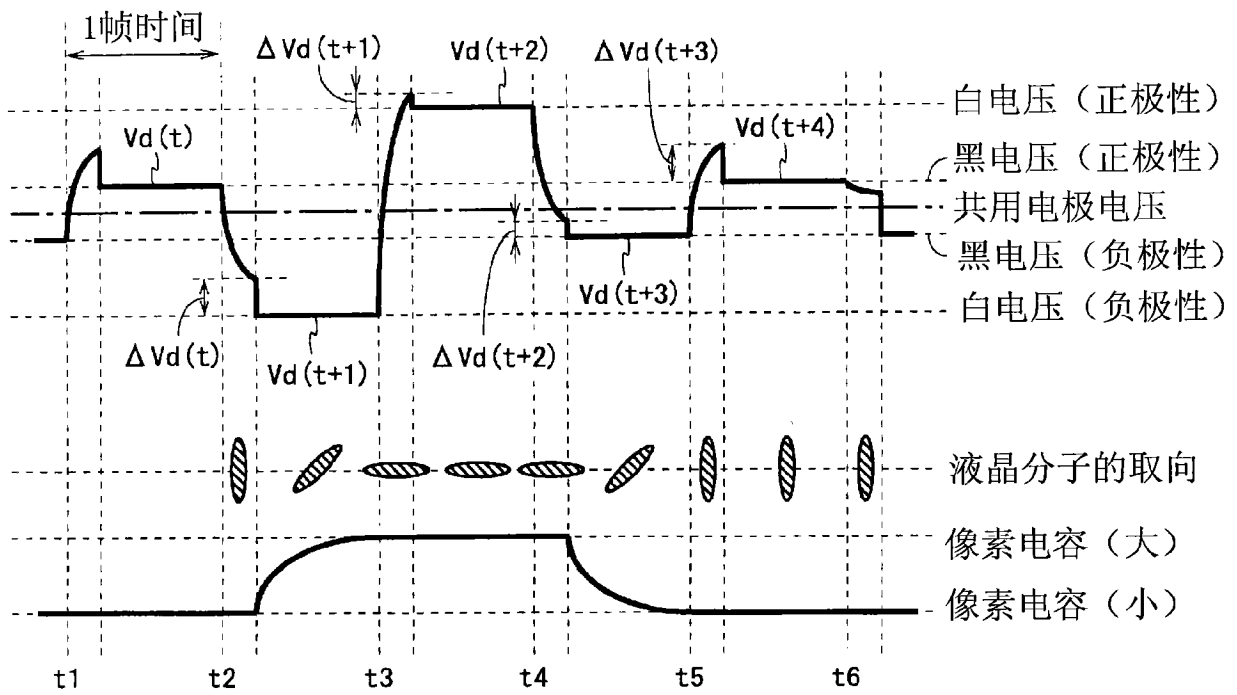 1帧时间
ΔVd(t+1)
Vd(t+2)
ΔVd(t+3)
白电压（正极性）
Vd(t)
Vd(t+4)
黑电压（正极性）
共用电极电压
黑电压（负极性）
Vd(t+3)
白电压（负极性）
ΔVd(t)
Vd(t+1)
ΔVd(t+2)
液晶分子的取向
像素电容（大）
像素电容（小）
t1 t2 t3 t4 t5 t6